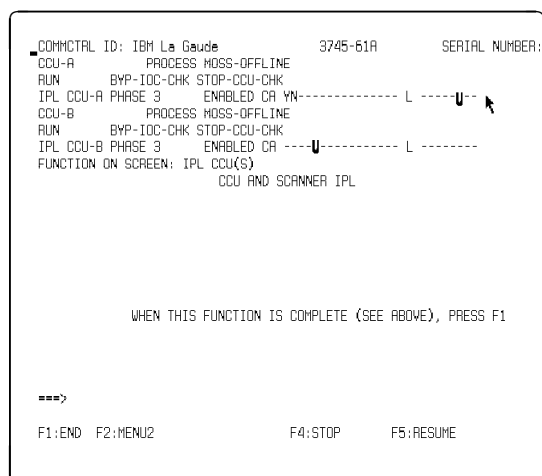 COMMCTRL ID: IBM La Gaude 3745-61A SERIAL NUMBER:
CCU-A PROCESS MOSS-OFFLINE
RUN BYP-IOC-CHK STOP-CCU-CHK
IPL CCU-A PHASE 3 ENABLED CA YN-------------- L -----U--
CCU-B PROCESS MOSS-OFFLINE
RUN BYP-IOC-CHK STOP-CCU-CHK
IPL CCU-B PHASE 3 ENABLED CA ----U----------- L --------
FUNCTION ON SCREEN: IPL CCU(S)
CCU AND SCANNER IPL
WHEN THIS FUNCTION IS COMPLETE (SEE ABOVE), PRESS F1
===>
F1:END F2:MENU2 F4:STOP F5:RESUME